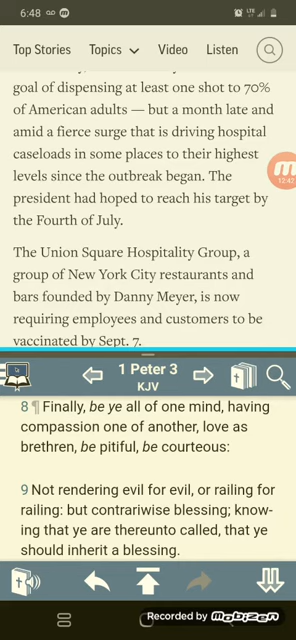 6:48
LTE
Top Stories Topics Video Listen
goal of dispensing at least one shot to 70%
of American adults — but a month late and
amid a fierce surge that is driving hospital
caseloads in some places to their highest
levels since the outbreak began. The
president had hoped to reach his target by
the Fourth of July.
12:42
The Union Square Hospitality Group, a
group of New York City restaurants and
bars founded by Danny Meyer, is now
requiring employees and customers to be
vaccinated by Sept. 7.
1 Peter 3
KJV
8 ¶ Finally, be ye all of one mind, having
compassion one of another, love as
brethren, be pitiful, be courteous:
9 Not rendering evil for evil, or railing for
railing: but contrariwise blessing; know-
ing that ye are thereunto called, that ye
should inherit a blessing.
Recorded by mobizen